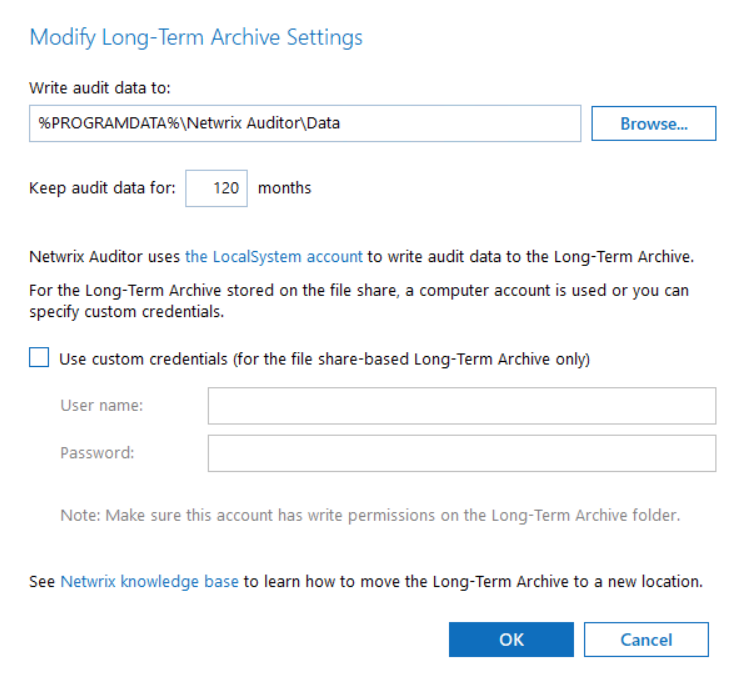 Modify Long-Term Archive Settings
Write audit data to:
%PROGRAMDATA%\Netwrix Auditor\Data
Browse...
Keep audit data for: 120 months
Netwrix Auditor uses the LocalSystem account to write audit data to the Long-Term Archive.
For the Long-Term Archive stored on the file share, a computer account is used or you can
specify custom credentials.
Use custom credentials (for the file share-based Long-Term Archive only)
User name:
Password:
Note: Make sure this account has write permissions on the Long-Term Archive folder.
See Netwrix knowledge base to learn how to move the Long-Term Archive to a new location.
OK Cancel